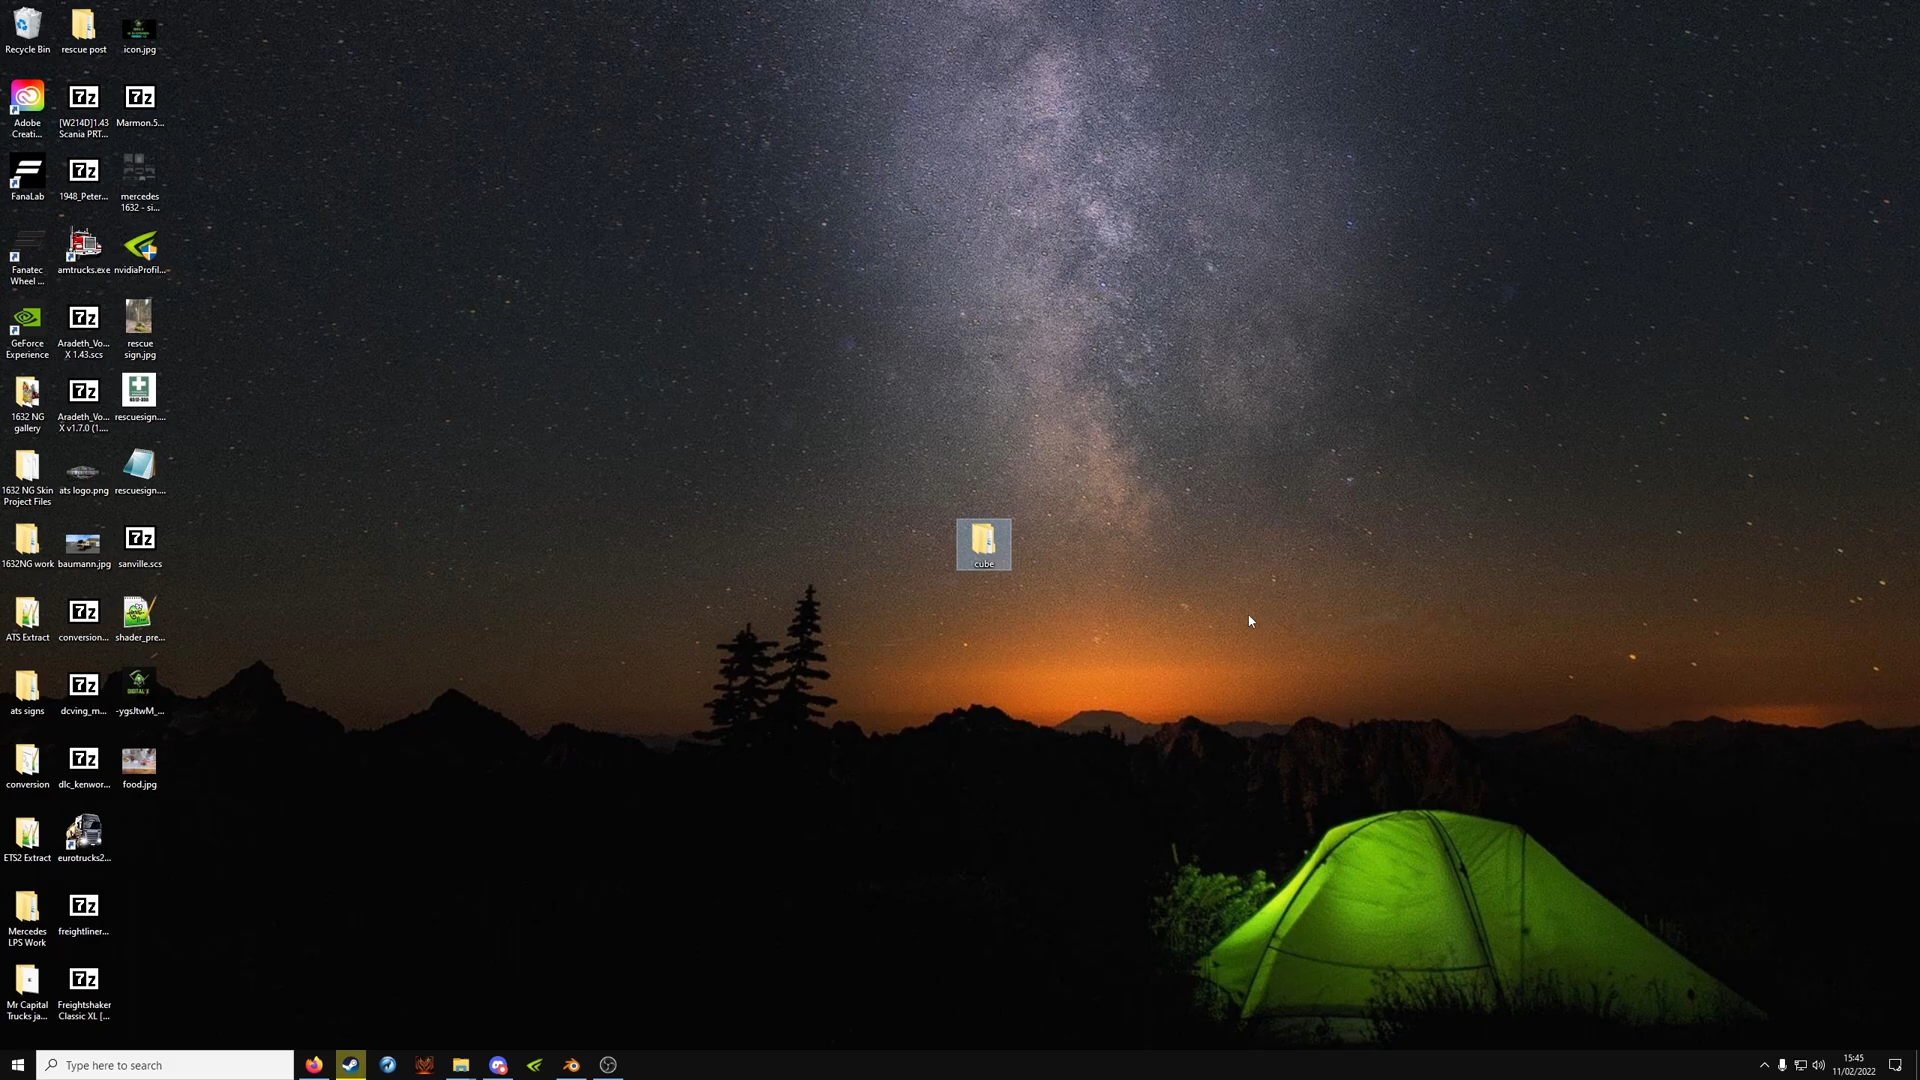 Recycle Bin
rescue post
icon.jpg
Adobe
Creati...
[W214D]1.43
Scania PRT...
Marmon.5...
FanaLab
1948_Peter...
mercedes
1632 - si...
Fanatec
Wheel ...
amtrucks.exe
nvidiaProfil...
GeForce
Experience
Aradeth_Vo...
X 1.43.scs
rescue
sign.jpg
1632 NG
gallery
Aradeth_Vo...
X v1.7.0 (1....
rescuesign....
1632 NG Skin
Project Files
ats logo.png
rescuesign....
1632NG work
baumann.jpg
sanville.scs
cube
ATS Extract
conversion...
shader_pre...
ats signs
dcving_m...
-ygsJtwM_...
DIGITAL X
conversion
dlc_kenwor...
food.jpg
ETS2 Extract
eurotrucks2...
Mercedes
LPS Work
freightliner...
Mr Capital
Trucks ja...
Freightshaker
Classic XL [...
Type here to search
15:45
11/02/2022